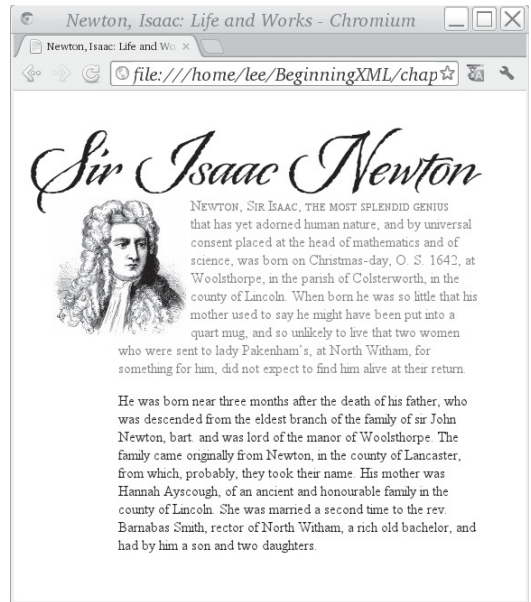 Newton, Isaac: Life and Works - Chromium
Newton, Isaac: Life and Wo
file:///home/lee/BeginningXML/chap
Sir Isaac Newton
Newton, Sir Isaac, the most splendid genius
that has yet adorned human nature, and by universal
consent placed at the head of mathematics and of
science, was born on Christmas-day, O. S. 1642, at
Woolsthorpe, in the parish of Colsterworth, in the
county of Lincoln. When born he was so little that his
mother used to say he might have been put into a
quart mug, and so unlikely to live that two women
who were sent to lady Pakenham's, at North Witham, for
something for him, did not expect to find him alive at their return.
He was born near three months after the death of his father, who
was descended from the eldest branch of the family of sir John
Newton, bart. and was lord of the manor of Woolsthorpe. The
family came originally from Newton, in the county of Lancaster,
from which, probably, they took their name. His mother was
Hannah Ayscough, of an ancient and honourable family in the
county of Lincoln. She was married a second time to the rev.
Barnabas Smith, rector of North Witham, a rich old bachelor, and
had by him a son and two daughters.